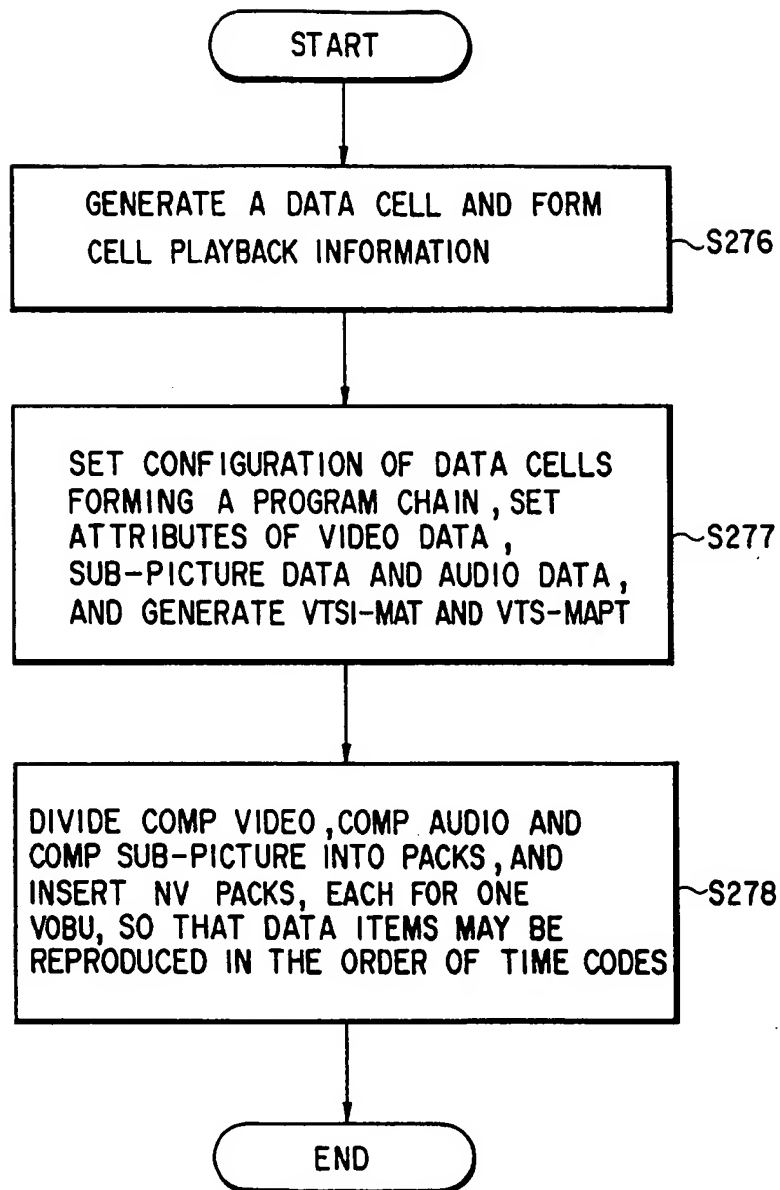 START
GENERATE A DATA CELL AND FORM
CELL PLAYBACK INFORMATION
S276
SET CONFIGURATION OF DATA CELLS
FORMING A PROGRAM CHAIN, SET
ATTRIBUTES OF VIDEO DATA,
SUB-PICTURE DATA AND AUDIO DATA,
AND GENERATE VTSI-MAT AND VTS-MAPT
S277
DIVIDE COMP VIDEO, COMP AUDIO AND
COMP SUB-PICTURE INTO PACKS, AND
INSERT NV PACKS, EACH FOR ONE
VOBU, SO THAT DATA ITEMS MAY BE
REPRODUCED IN THE ORDER OF TIME CODES
S278
END